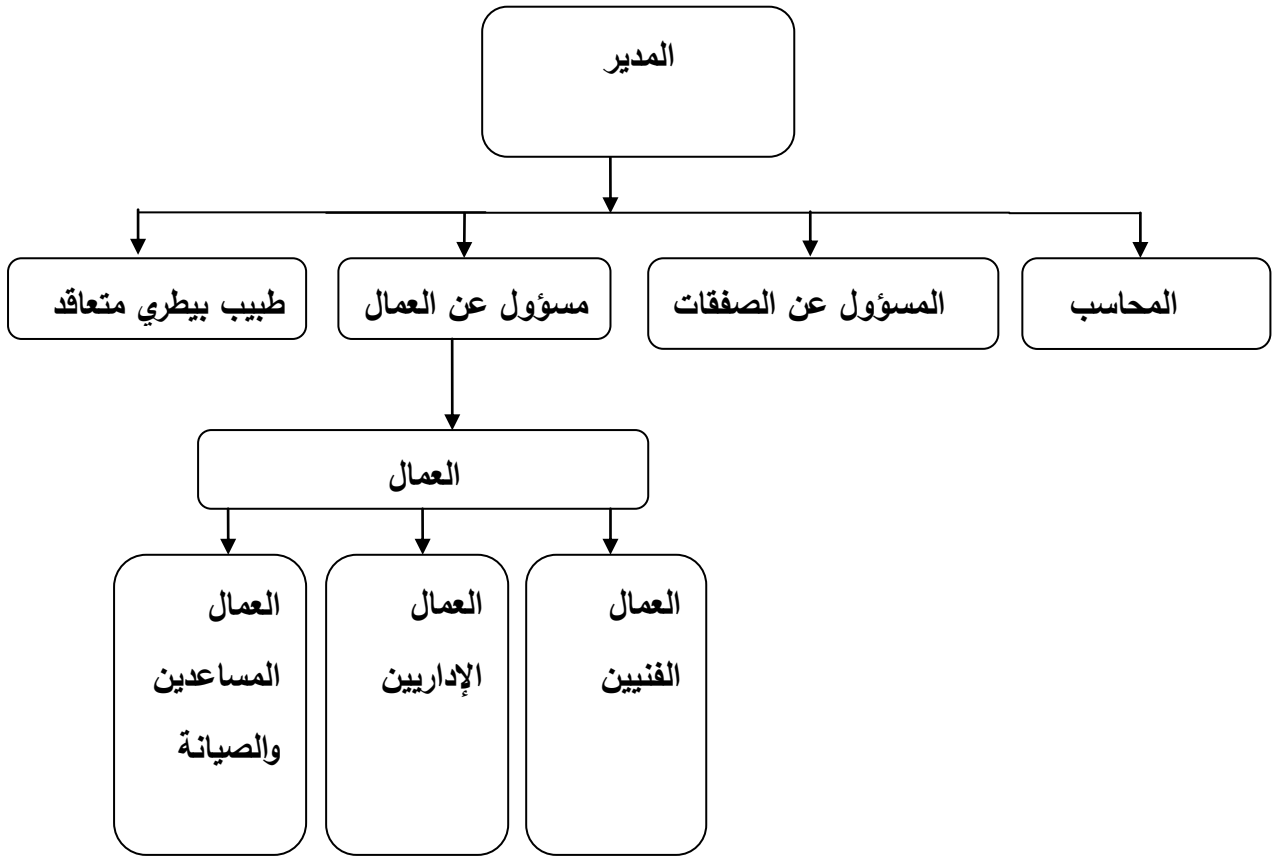 المدير
المحاسب
المسؤول عن الصفقات
مسؤول عن العمال
طبيب بيطري متعاقد
العمال
العمال
الفنيين
العمال
الإداريين
العمال
المساعدين
والصيانة